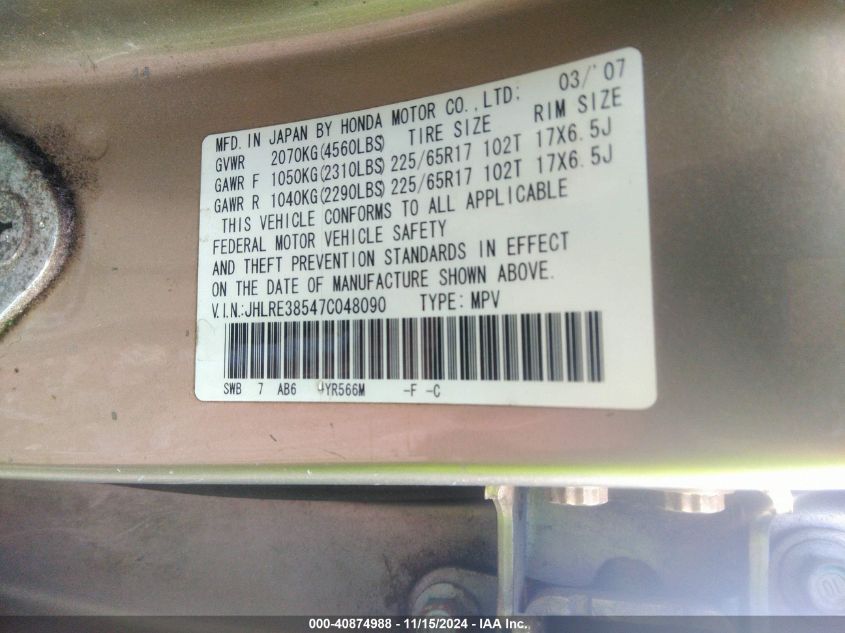 MFD. IN JAPAN BY HONDA MOTOR CO., LTD: 03/'07
GVWR 2070KG(4560LBS) TIRE SIZE RIM SIZE
GAWR F 1050KG(2310LBS) 225/65R17 102T 17X6.5J
GAWR R 1040KG(2290LBS) 225/65R17 102T 17X6.5J
THIS VEHICLE CONFORMS TO ALL APPLICABLE
FEDERAL MOTOR VEHICLE SAFETY
AND THEFT PREVENTION STANDARDS IN EFFECT
ON THE DATE OF MANUFACTURE SHOWN ABOVE.
V.I.N.:JHLRE38547C048090 TYPE: MPV
SWB 7 AB6 YR566M -F -C
000-40874988 - 11/15/2024 - IAA Inc.